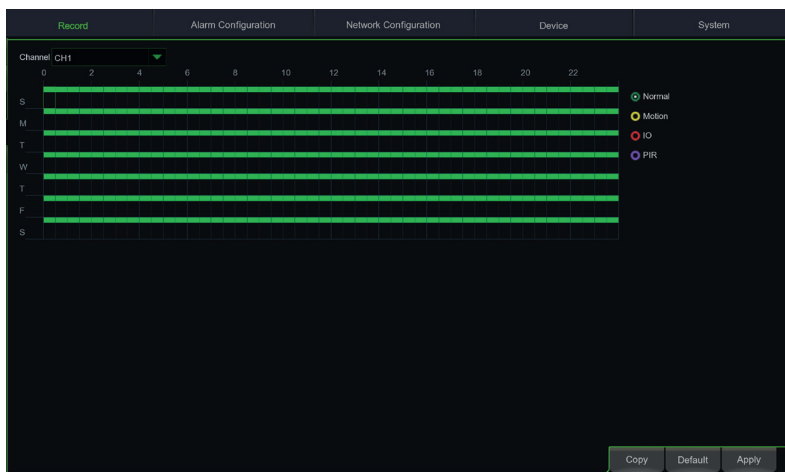 Record Alarm Configuration Network Configuration Device System
Channel CH1
0 2 4 6 8 10 12 14 16 18 20 22
Normal
S
Motion
M
IO
T
PIR
W
T
F
S
Copy Default Apply